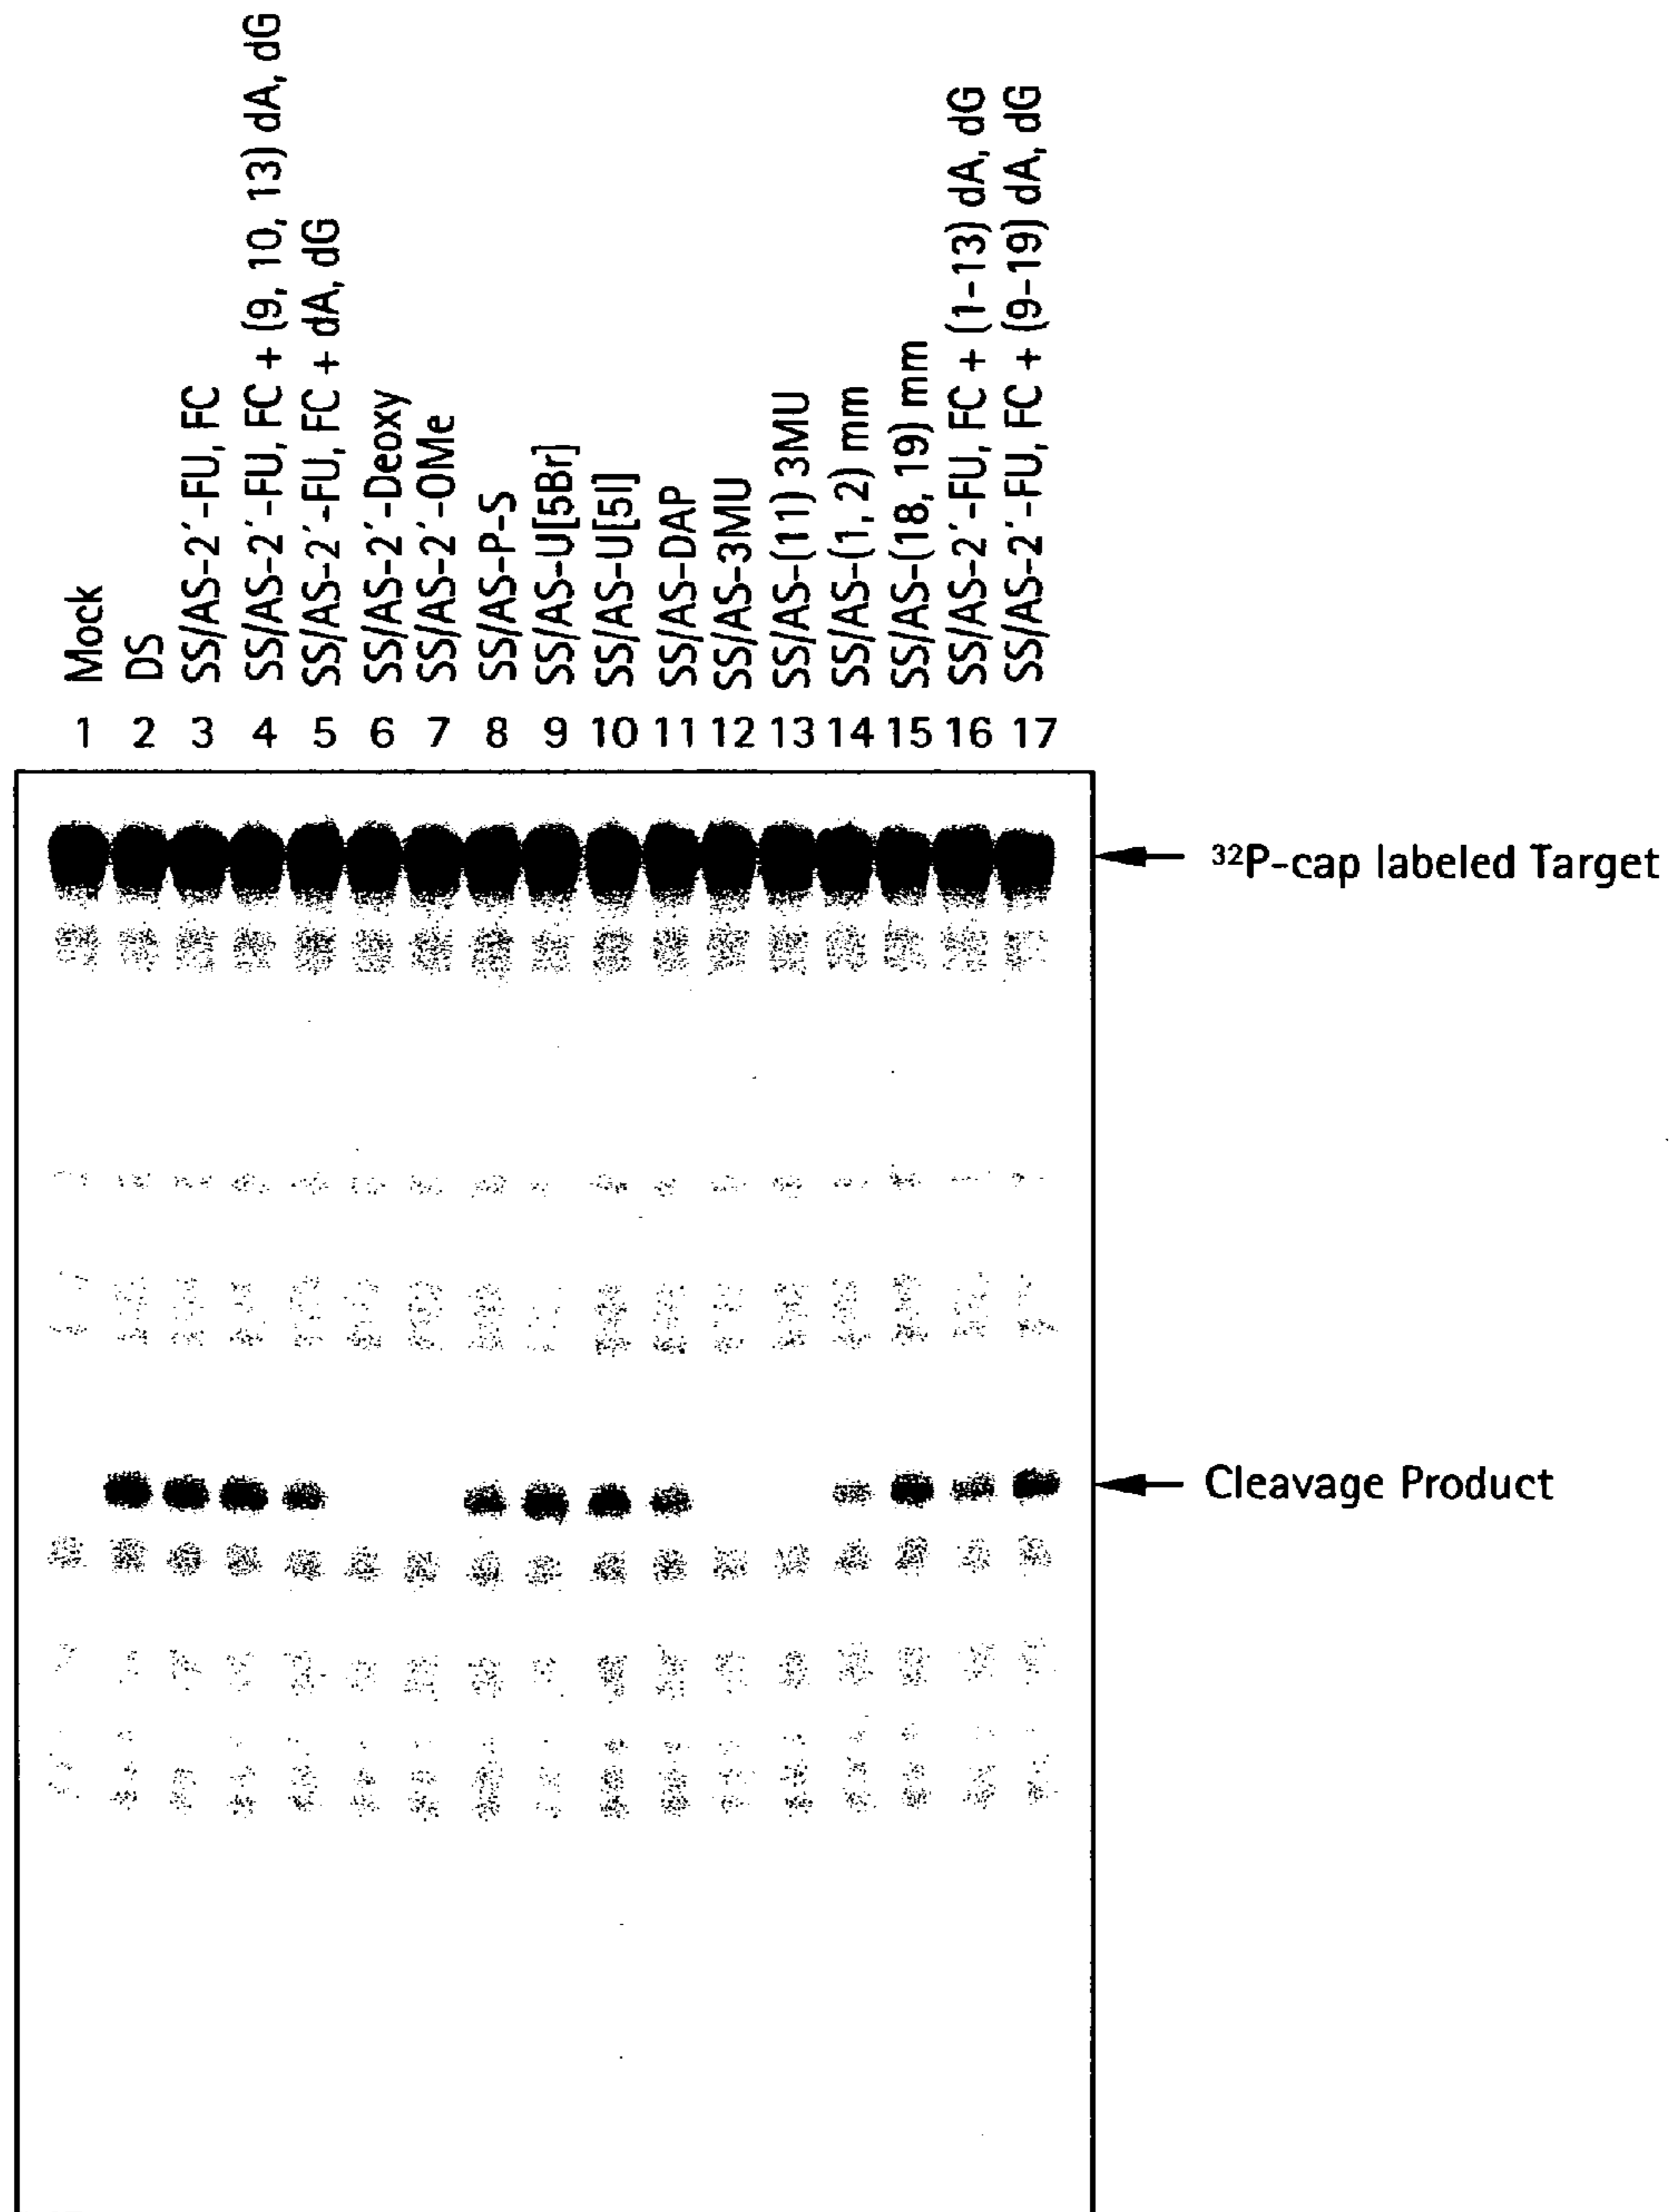 Mock
DS
SS/AS-2′-FU, FC
SS/AS-2′-FU, FC + (9, 10, 13) dA, dG
SS/AS-2′-FU, FC + dA, dG
SS/AS-2′-Deoxy
SS/AS-2′-OMe
SS/AS-P-S
SS/AS-U[5Br]
SS/AS-U[5I]
SS/AS-DAP
SS/AS-3MU
SS/AS-(11) 3MU
SS/AS-(1, 2) mm
SS/AS-(18, 19) mm
SS/AS-2′-FU, FC + (1-13) dA, dG
SS/AS-2′-FU, FC + (9-19) dA, dG
1 2 3 4 5 6 7 8 9 10 11 12 13 14 15 16 17
³²P-cap labeled Target
Cleavage Product